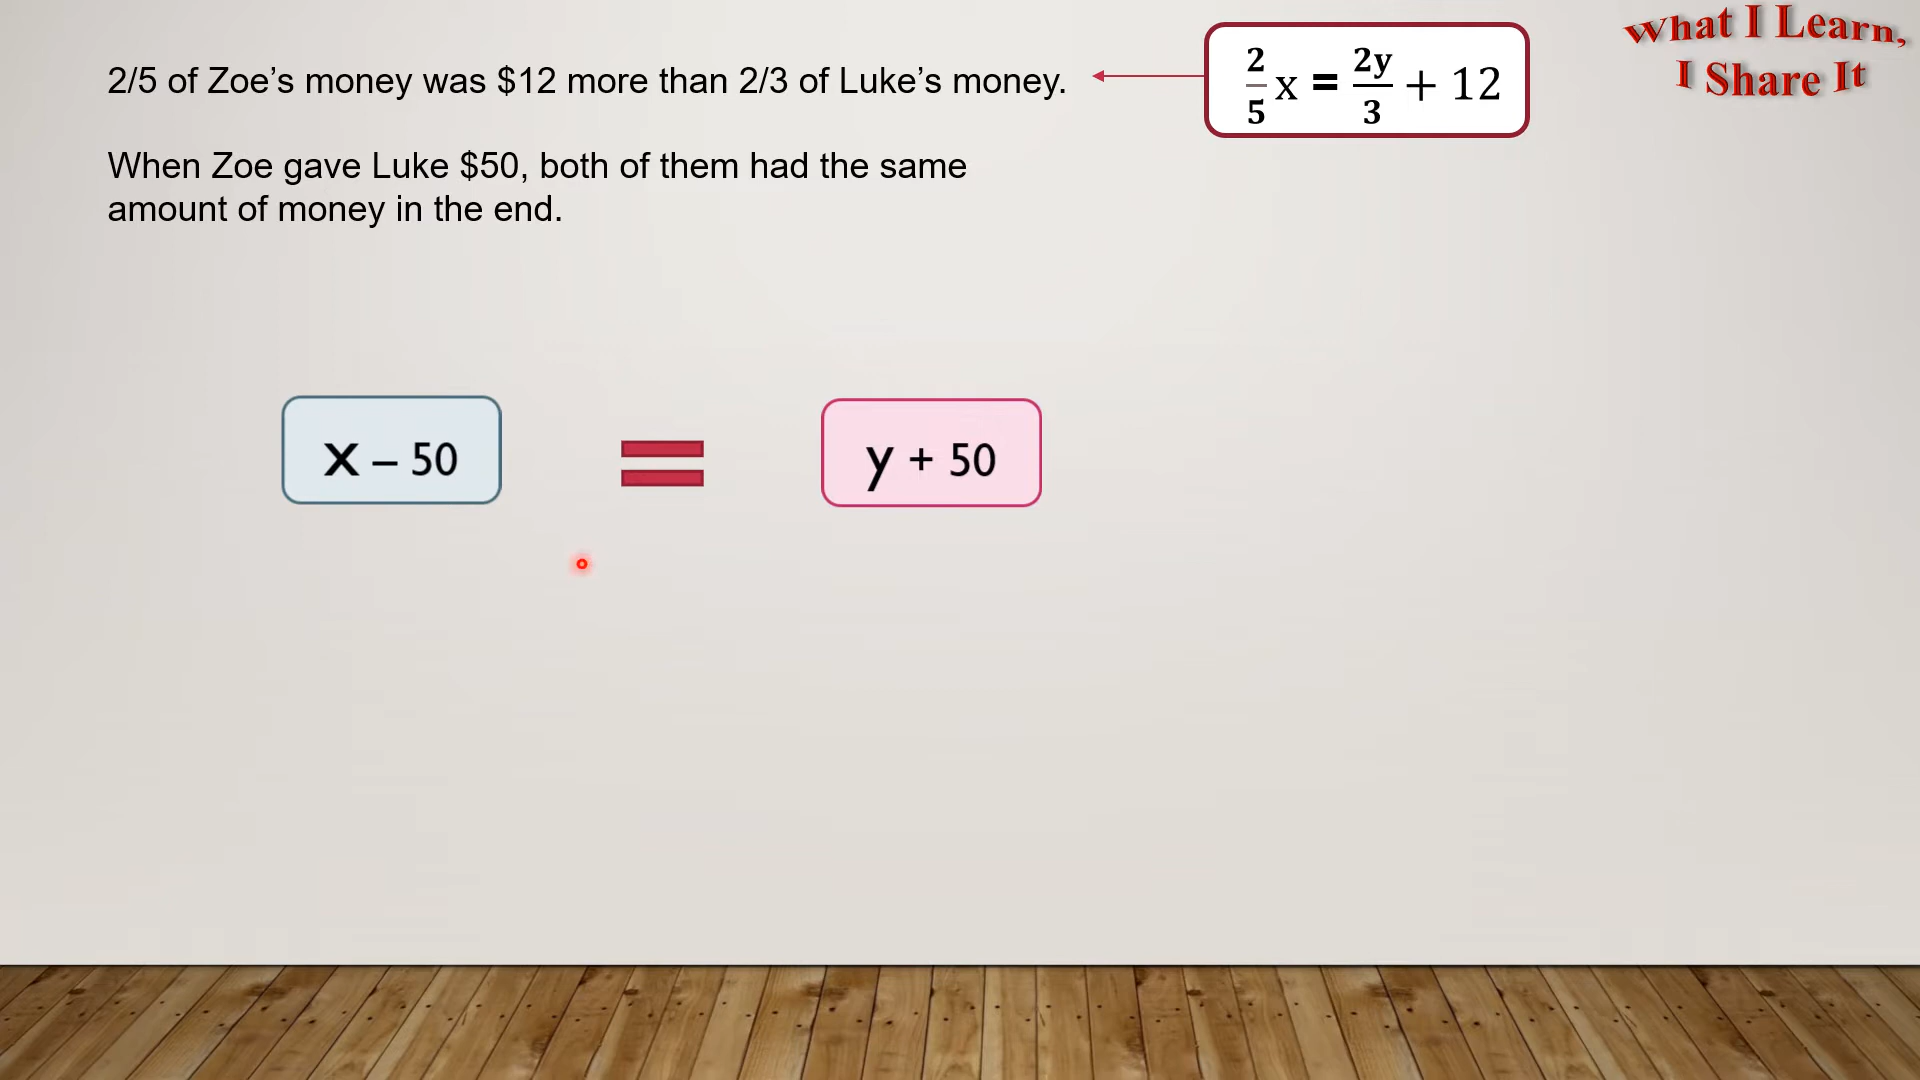 What I Learn,
I Share It
2/5 of Zoe’s money was $12 more than 2/3 of Luke’s money.
2/5 x = 2y/3 + 12
When Zoe gave Luke $50, both of them had the same
amount of money in the end.
x – 50 = y + 50